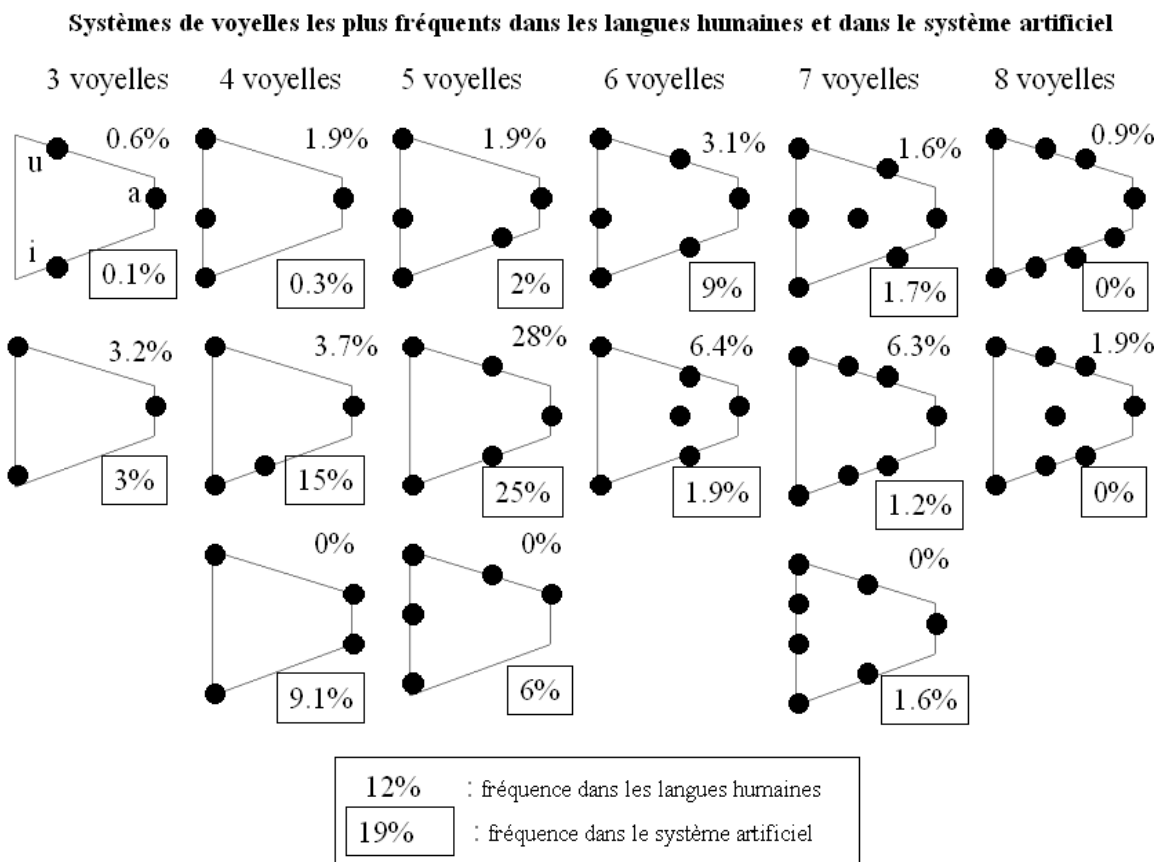 Systèmes de voyelles les plus fréquents dans les langues humaines et dans le système artificiel
3 voyelles 4 voyelles 5 voyelles 6 voyelles 7 voyelles 8 voyelles
0.6% 1.9% 1.9% 3.1% 1.6% 0.9%
u
a
i
0.1% 0.3% 2% 9% 1.7% 0%
3.2% 3.7% 28% 6.4% 6.3% 1.9%
3% 15% 25% 1.9% 1.2% 0%
0% 0% 0%
9.1% 6% 1.6%
12% : fréquence dans les langues humaines
19% : fréquence dans le système artificiel